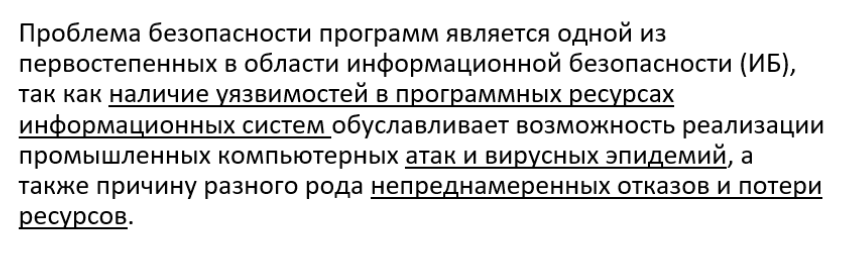 Проблема безопасности программ является одной из
первостепенных в области информационной безопасности (ИБ),
так как наличие уязвимостей в программных ресурсах
информационных систем обуславливает возможность реализации
промышленных компьютерных атак и вирусных эпидемий, а
также причину разного рода непреднамеренных отказов и потери
ресурсов.